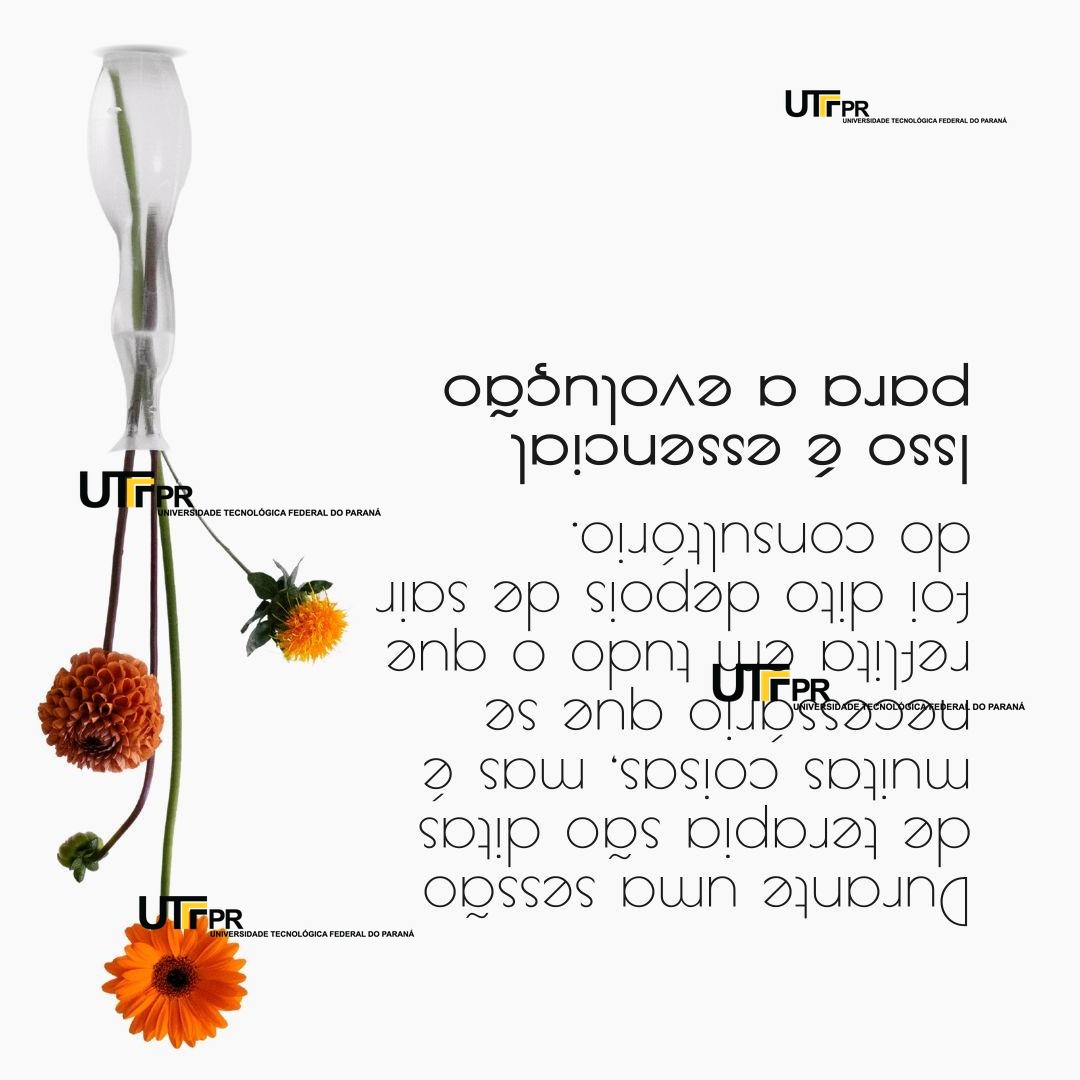 Durante uma sessão
de terapia são ditas
muitas coisas, mas é
necessário que se
reflita em tudo o que
foi dito depois de sair
do consultório.
Isso é essencial
para a evolução
UTFPR
UNIVERSIDADE TECNOLÓGICA FEDERAL DO PARANÁ
UTFPR
UNIVERSIDADE TECNOLÓGICA FEDERAL DO PARANÁ
UTFPR
UNIVERSIDADE TECNOLÓGICA FEDERAL DO PARANÁ
UTFPR
UNIVERSIDADE TECNOLÓGICA FEDERAL DO PARANÁ